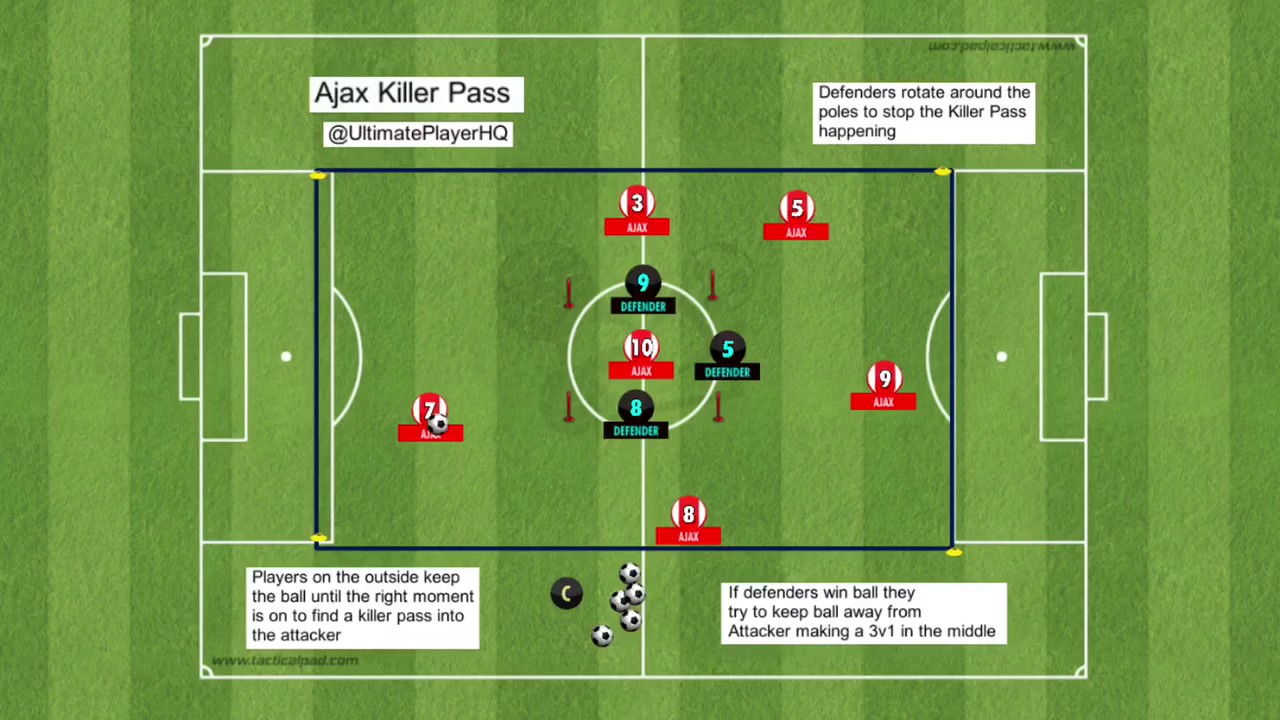 www.tacticalpad.com
Ajax Killer Pass
@UltimatePlayerHQ
Defenders rotate around the
poles to stop the Killer Pass
happening
3
AJAX
5
AJAX
9
DEFENDER
10
AJAX
5
DEFENDER
9
AJAX
7
AJAX
8
DEFENDER
8
AJAX
C
Players on the outside keep
the ball until the right moment
is on to find a killer pass into
the attacker
If defenders win ball they
try to keep ball away from
Attacker making a 3v1 in the middle
www.tacticalpad.com